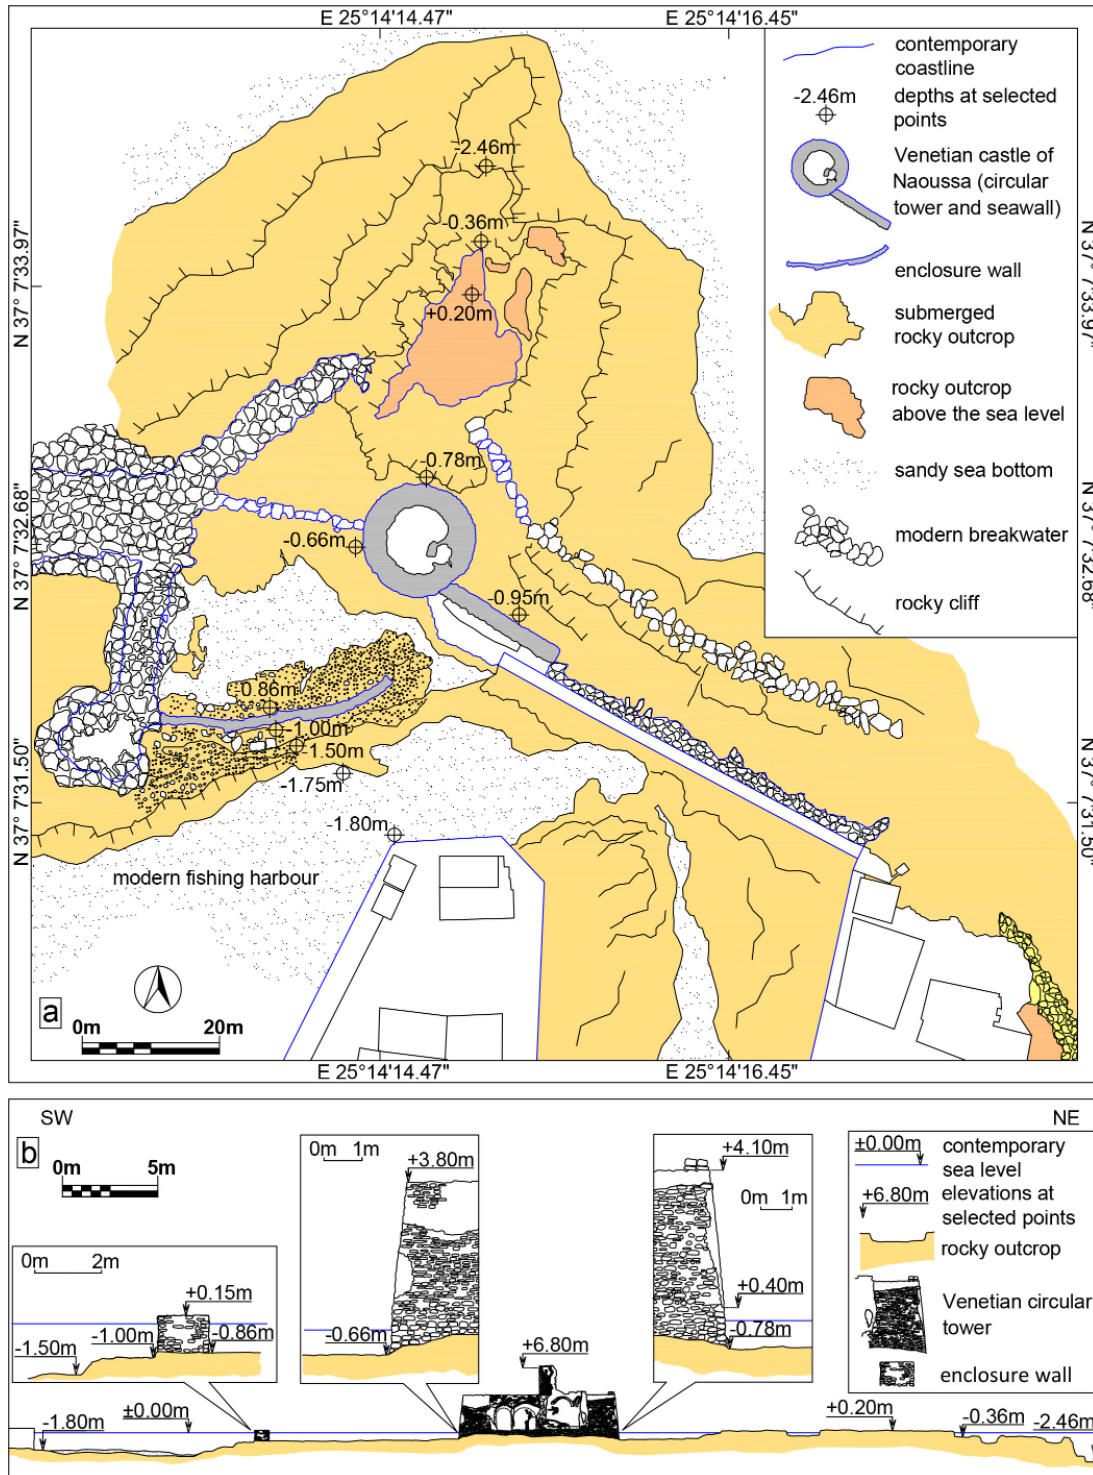 E 25°14'14.47"
E 25°14'16.45"
contemporary
coastline
-2.46m
depths at selected
points
Venetian castle of
Naoussa (circular
tower and seawall)
enclosure wall
submerged
rocky outcrop
rocky outcrop
above the sea level
sandy sea bottom
modern breakwater
rocky cliff
N 37° 7'33.97"
N 37° 7'32.68"
N 37° 7'31.50"
N 37° 7'33.97"
N 37° 7'32.68"
N 37° 7'31.50"
-2.46m
-0.36m
+0.20m
-0.78m
-0.66m
-0.95m
-0.86m
-1.00m
-1.50m
-1.75m
-1.80m
modern fishing harbour
a
0m 20m
E 25°14'14.47"
E 25°14'16.45"
SW
NE
b
0m 5m
0m 2m
+0.15m
-1.00m
-0.86m
-1.50m
0m 1m
+3.80m
-0.66m
+4.10m
0m 1m
+0.40m
-0.78m
+6.80m
-1.80m
±0.00m
+0.20m
-0.36m
-2.46m
±0.00m
contemporary
sea level
+6.80m
elevations at
selected points
rocky outcrop
Venetian circular
tower
enclosure wall